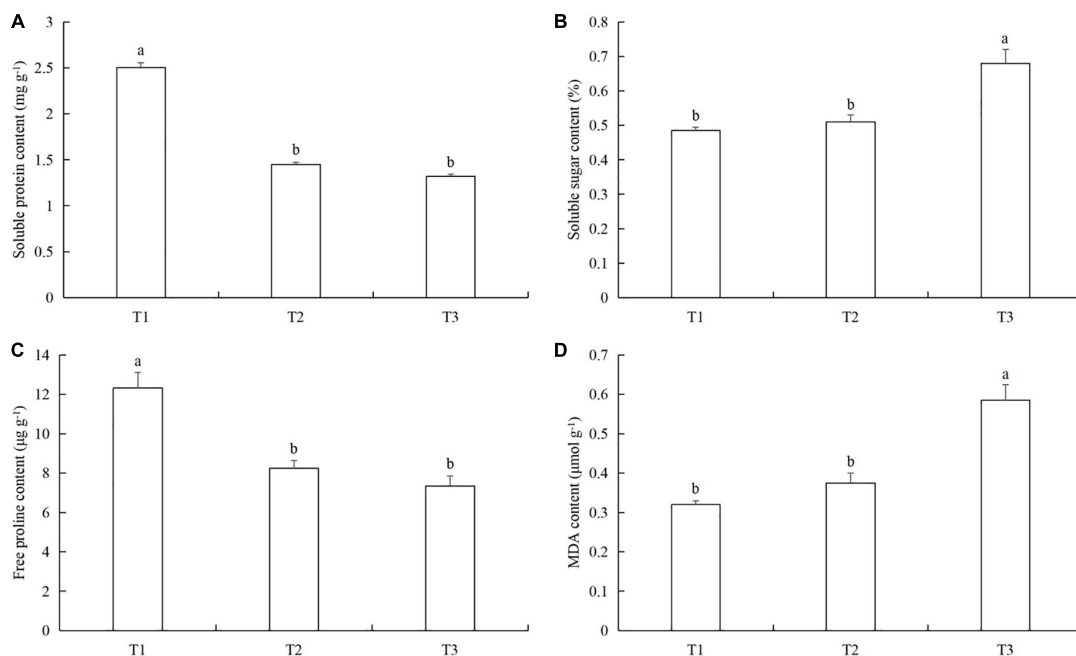 A
Soluble protein content (mg g⁻¹)
3
2.5
2
1.5
1
0.5
0
a
b
b
T1
T2
T3
B
Soluble sugar content (%)
0.8
0.7
0.6
0.5
0.4
0.3
0.2
0.1
0
b
b
a
T1
T2
T3
C
Free proline content (μg g⁻¹)
14
12
10
8
6
4
2
0
a
b
b
T1
T2
T3
D
MDA content (μmol g⁻¹)
0.7
0.6
0.5
0.4
0.3
0.2
0.1
0
b
b
a
T1
T2
T3